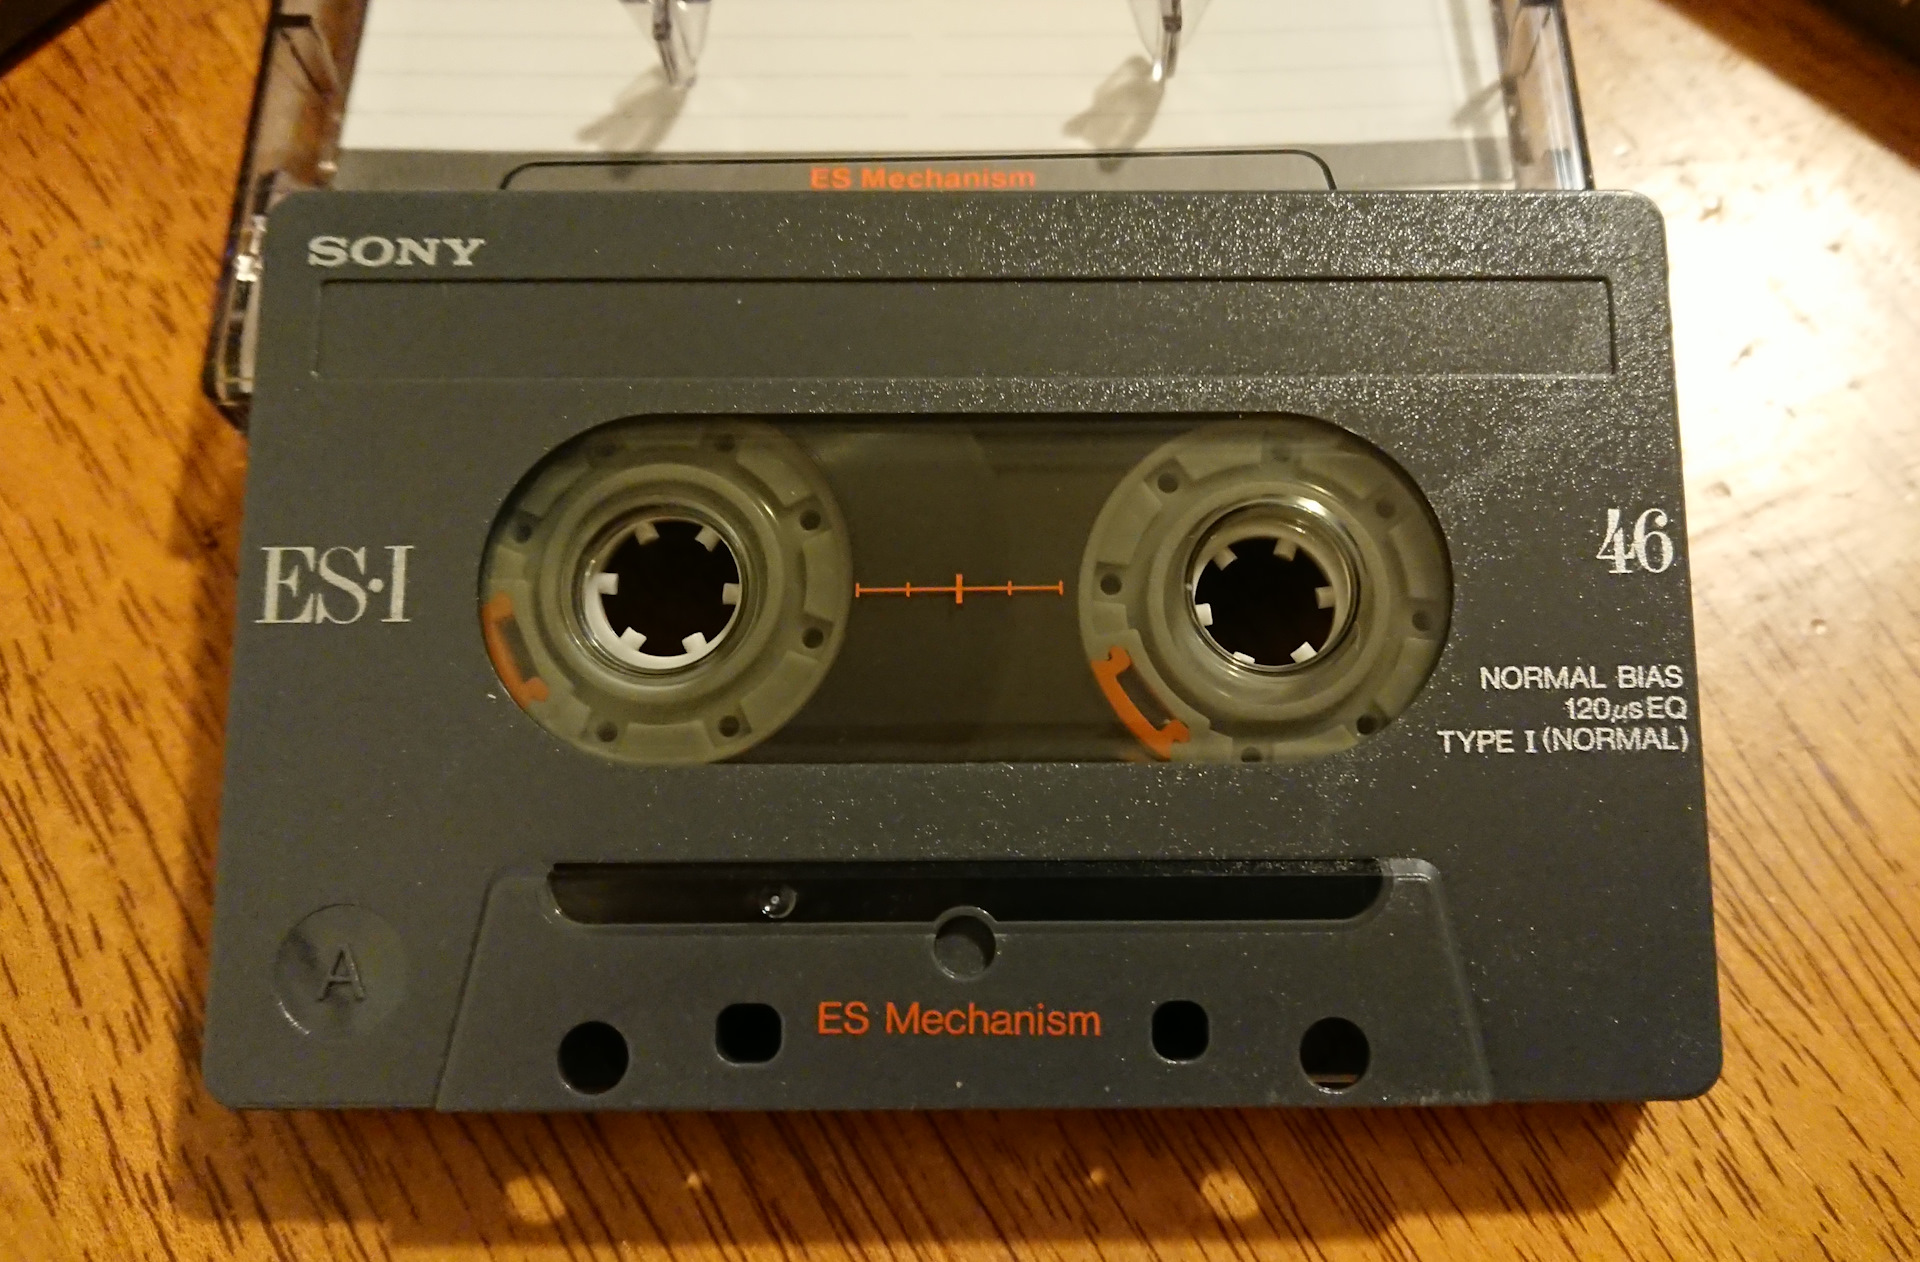 ES Mechanism
SONY
ES·I
46
NORMAL BIAS
120μs EQ
TYPE I (NORMAL)
A
ES Mechanism